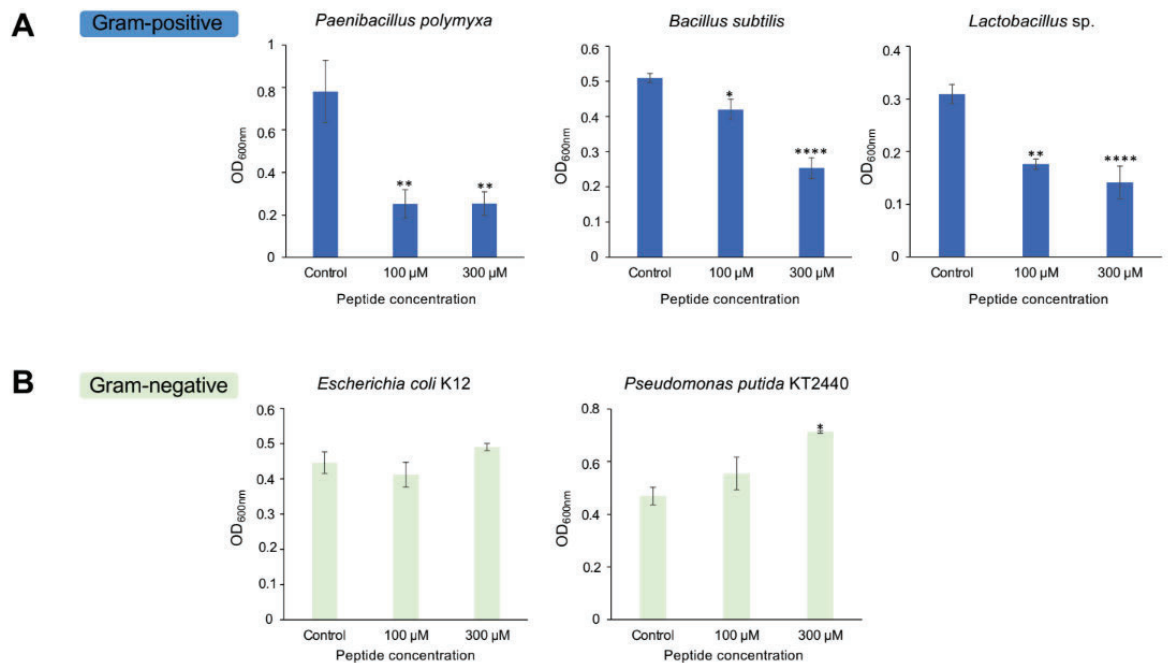 A
Gram-positive
Paenibacillus polymyxa
OD600nm
1
0.8
0.6
0.4
0.2
0
**
**
Control 100 µM 300 µM
Peptide concentration
Bacillus subtilis
OD600nm
0.6
0.5
0.4
0.3
0.2
0.1
0
*
****
Control 100 µM 300 µM
Peptide concentration
Lactobacillus sp.
OD600nm
0.4
0.3
0.2
0.1
0
**
****
Control 100 µM 300 µM
Peptide concentration
B
Gram-negative
Escherichia coli K12
OD600nm
0.6
0.5
0.4
0.3
0.2
0.1
0
Control 100 µM 300 µM
Peptide concentration
Pseudomonas putida KT2440
OD600nm
0.8
0.6
0.4
0.2
0
*
Control 100 µM 300 µM
Peptide concentration